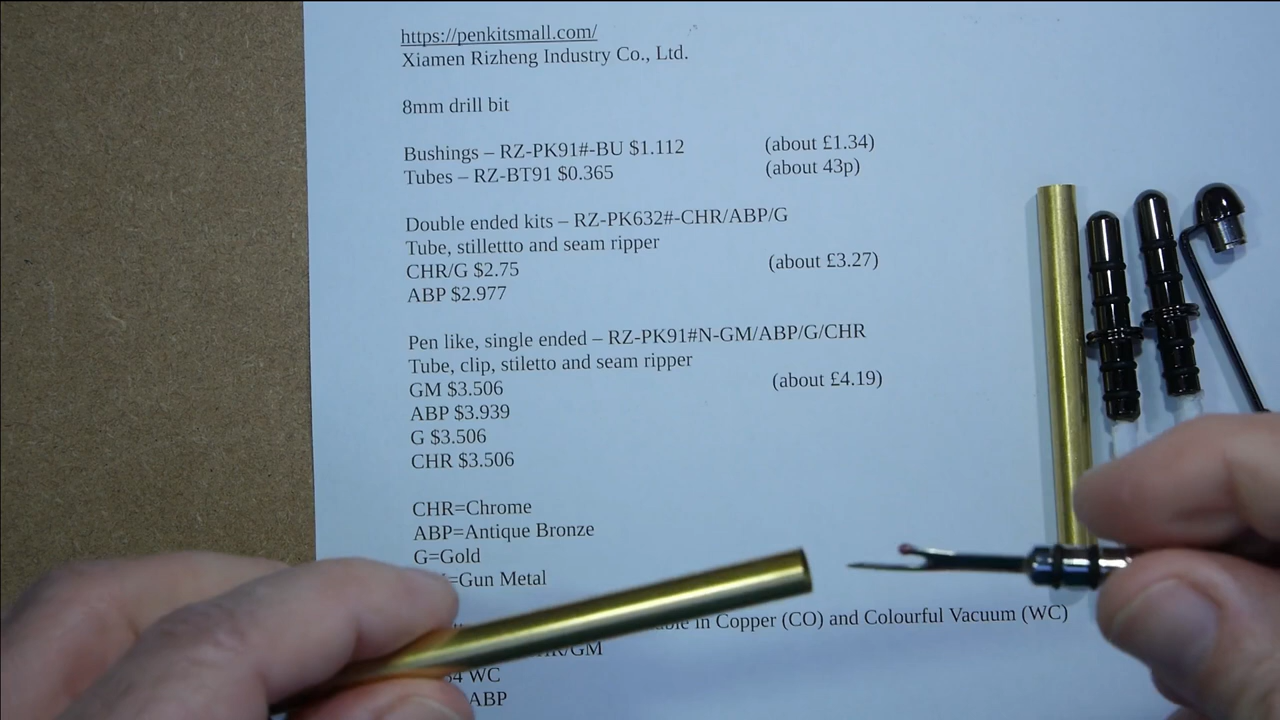 https://penkitsmall.com/
Xiamen Rizheng Industry Co., Ltd.
8mm drill bit
Bushings – RZ-PK91#-BU $1.112 (about £1.34)
Tubes – RZ-BT91 $0.365 (about 43p)
Double ended kits – RZ-PK632#-CHR/ABP/G
Tube, stillettto and seam ripper
CHR/G $2.75 (about £3.27)
ABP $2.977
Pen like, single ended – RZ-PK91#N-GM/ABP/G/CHR
Tube, clip, stiletto and seam ripper
GM $3.506 (about £4.19)
ABP $3.939
G $3.506
CHR $3.506
CHR=Chrome
ABP=Antique Bronze
G=Gold
=Gun Metal
in Copper (CO) and Colourful Vacuum (WC)
/GM
WC
ABP